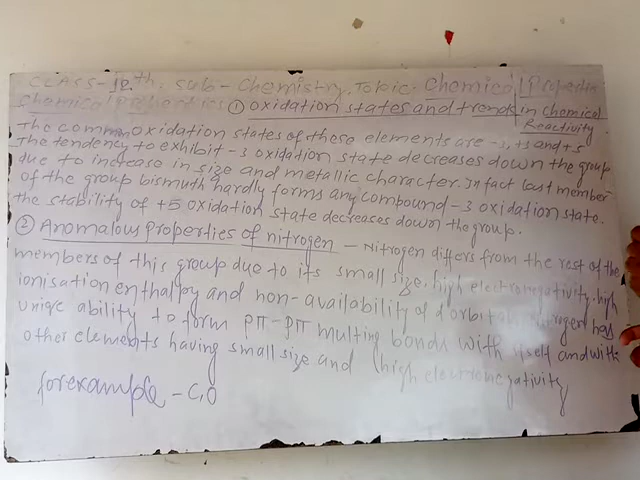 CLASS-12th. Sub - Chemistry. Topic. Chemical Properties
Chemical Properties ① Oxidation states and trends in chemical
Reactivity.
The common oxidation states of these elements are -3, +3 and +5
The tendency to exhibit -3 oxidation state decreases down the group
due to increase in size and metallic character. In fact last member
of the group bismuth hardly forms any compound -3 oxidation state.
the stability of +5 oxidation state decreases down the group.
② Anomalous Properties of nitrogen - Nitrogen differs from the rest of the
members of this group due to its small size, high electronegativity, high
ionisation enthalpy and non-availability of d orbitals. Nitrogen has
unique ability to form pπ-pπ multiple bonds with itself and with
other elements having small size and high electronegativity
for example - C, O